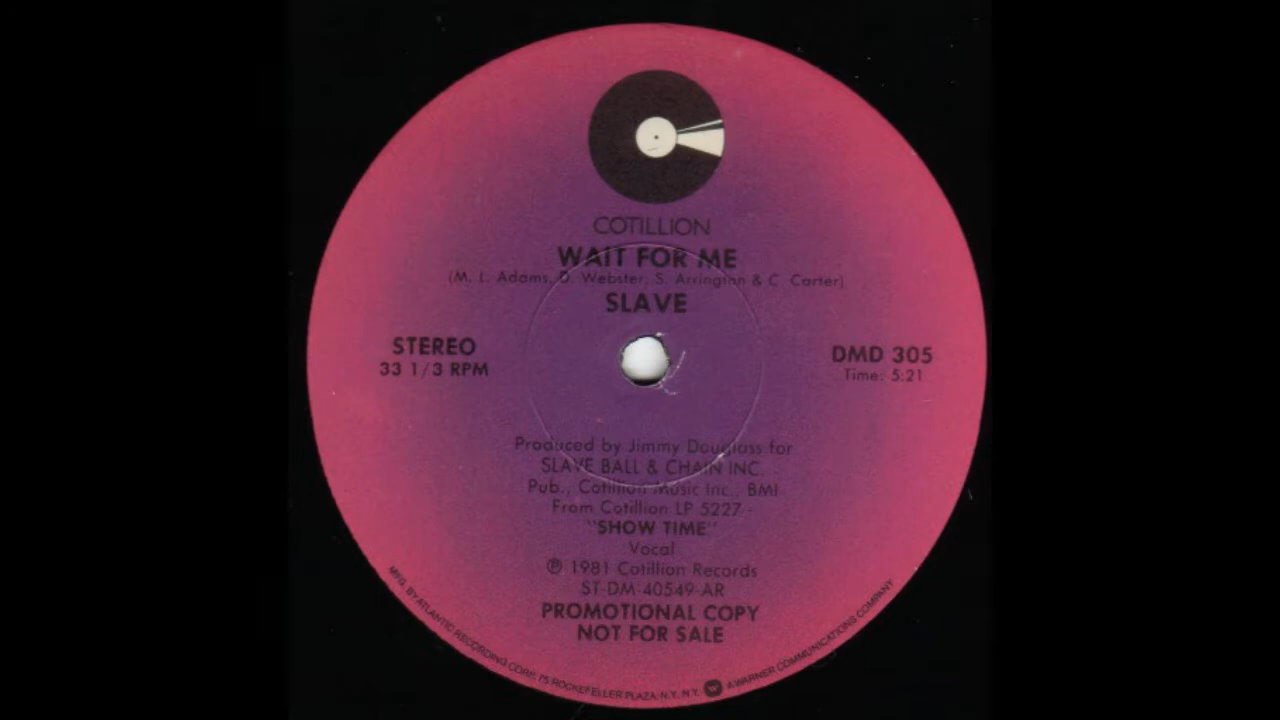 COTILLION
WAIT FOR ME
(M. L. Adams, D. Webster, S. Arrington & C. Carter)
SLAVE
STEREO
33 1/3 RPM
DMD 305
Time: 5:21
Produced by Jimmy Douglass for
SLAVE BALL & CHAIN INC.
Pub., Cotillion Music Inc., BMI
From Cotillion LP 5227 -
"SHOW TIME"
Vocal
℗ 1981 Cotillion Records
ST-DM-40549-AR
PROMOTIONAL COPY
NOT FOR SALE
MFG. BY ATLANTIC RECORDING CORP., 75 ROCKEFELLER PLAZA, N.Y., N.Y. A WARNER COMMUNICATIONS COMPANY